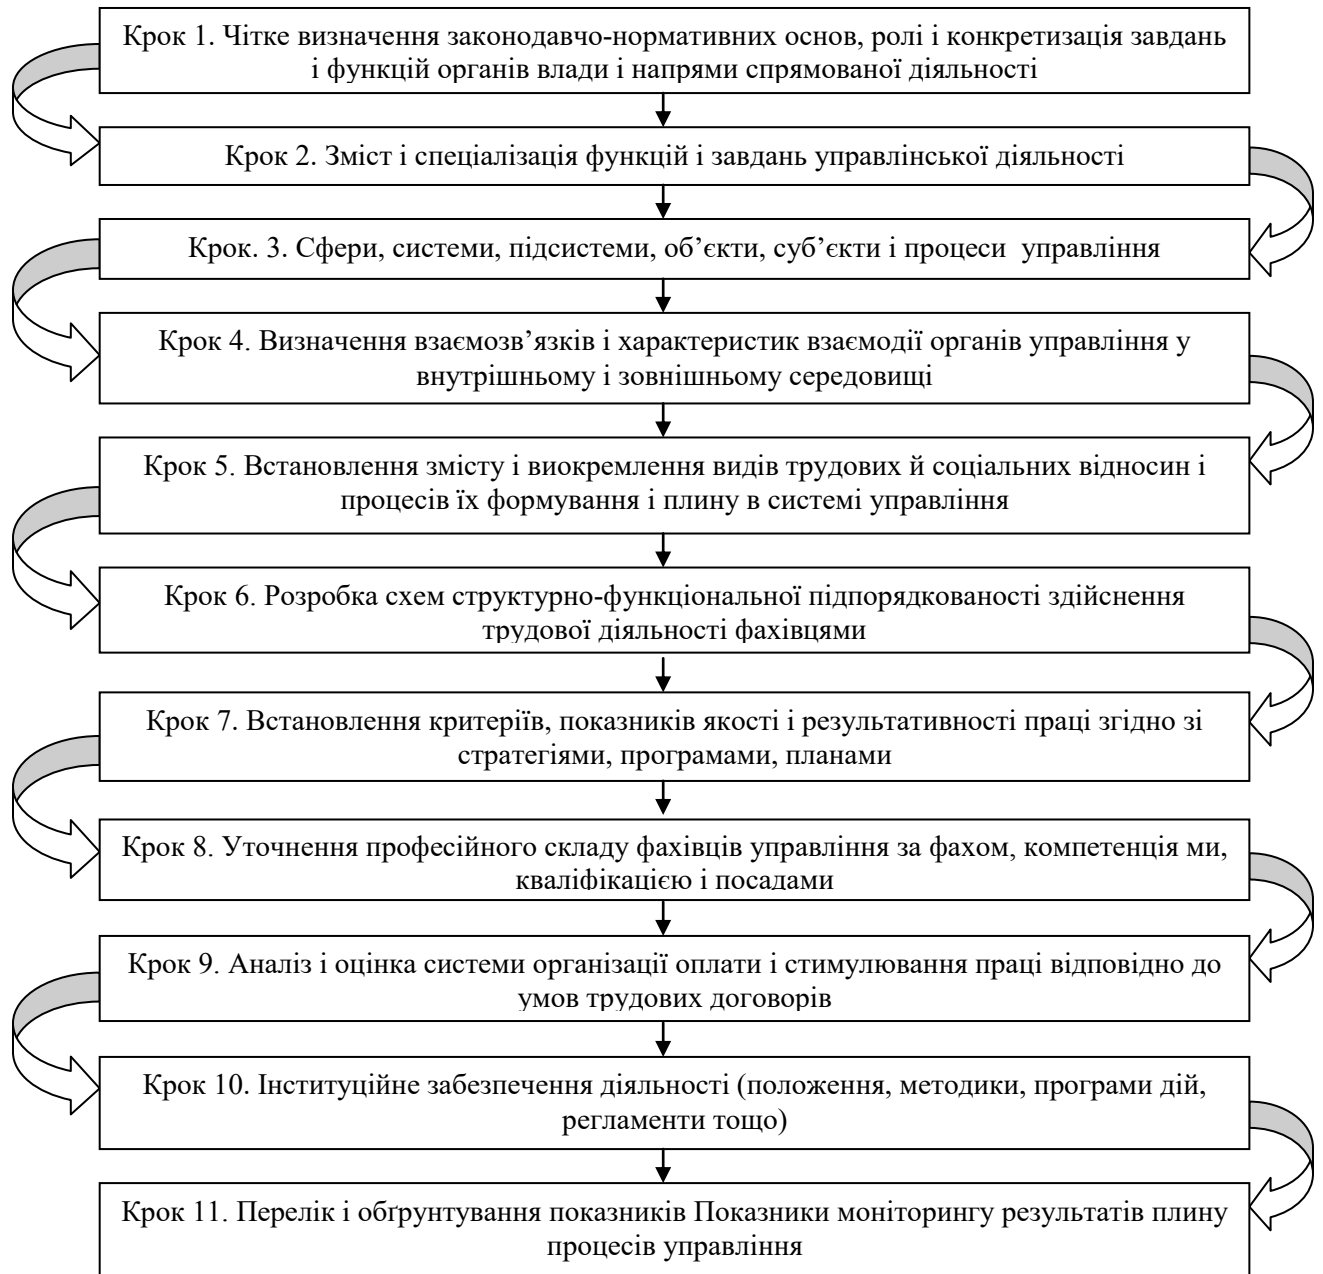 Крок 1. Чітке визначення законодавчо-нормативних основ, ролі і конкретизація завдань
і функцій органів влади і напрями спрямованої діяльності
Крок 2. Зміст і спеціалізація функцій і завдань управлінської діяльності
Крок. 3. Сфери, системи, підсистеми, об’єкти, суб’єкти і процеси управління
Крок 4. Визначення взаємозв’язків і характеристик взаємодії органів управління у
внутрішньому і зовнішньому середовищі
Крок 5. Встановлення змісту і виокремлення видів трудових й соціальних відносин і
процесів їх формування і плину в системі управління
Крок 6. Розробка схем структурно-функціональної підпорядкованості здійснення
трудової діяльності фахівцями
Крок 7. Встановлення критеріїв, показників якості і результативності праці згідно зі
стратегіями, програмами, планами
Крок 8. Уточнення професійного складу фахівців управління за фахом, компетенція ми,
кваліфікацією і посадами
Крок 9. Аналіз і оцінка системи організації оплати і стимулювання праці відповідно до
умов трудових договорів
Крок 10. Інституційне забезпечення діяльності (положення, методики, програми дій,
регламенти тощо)
Крок 11. Перелік і обґрунтування показників Показники моніторингу результатів плину
процесів управління